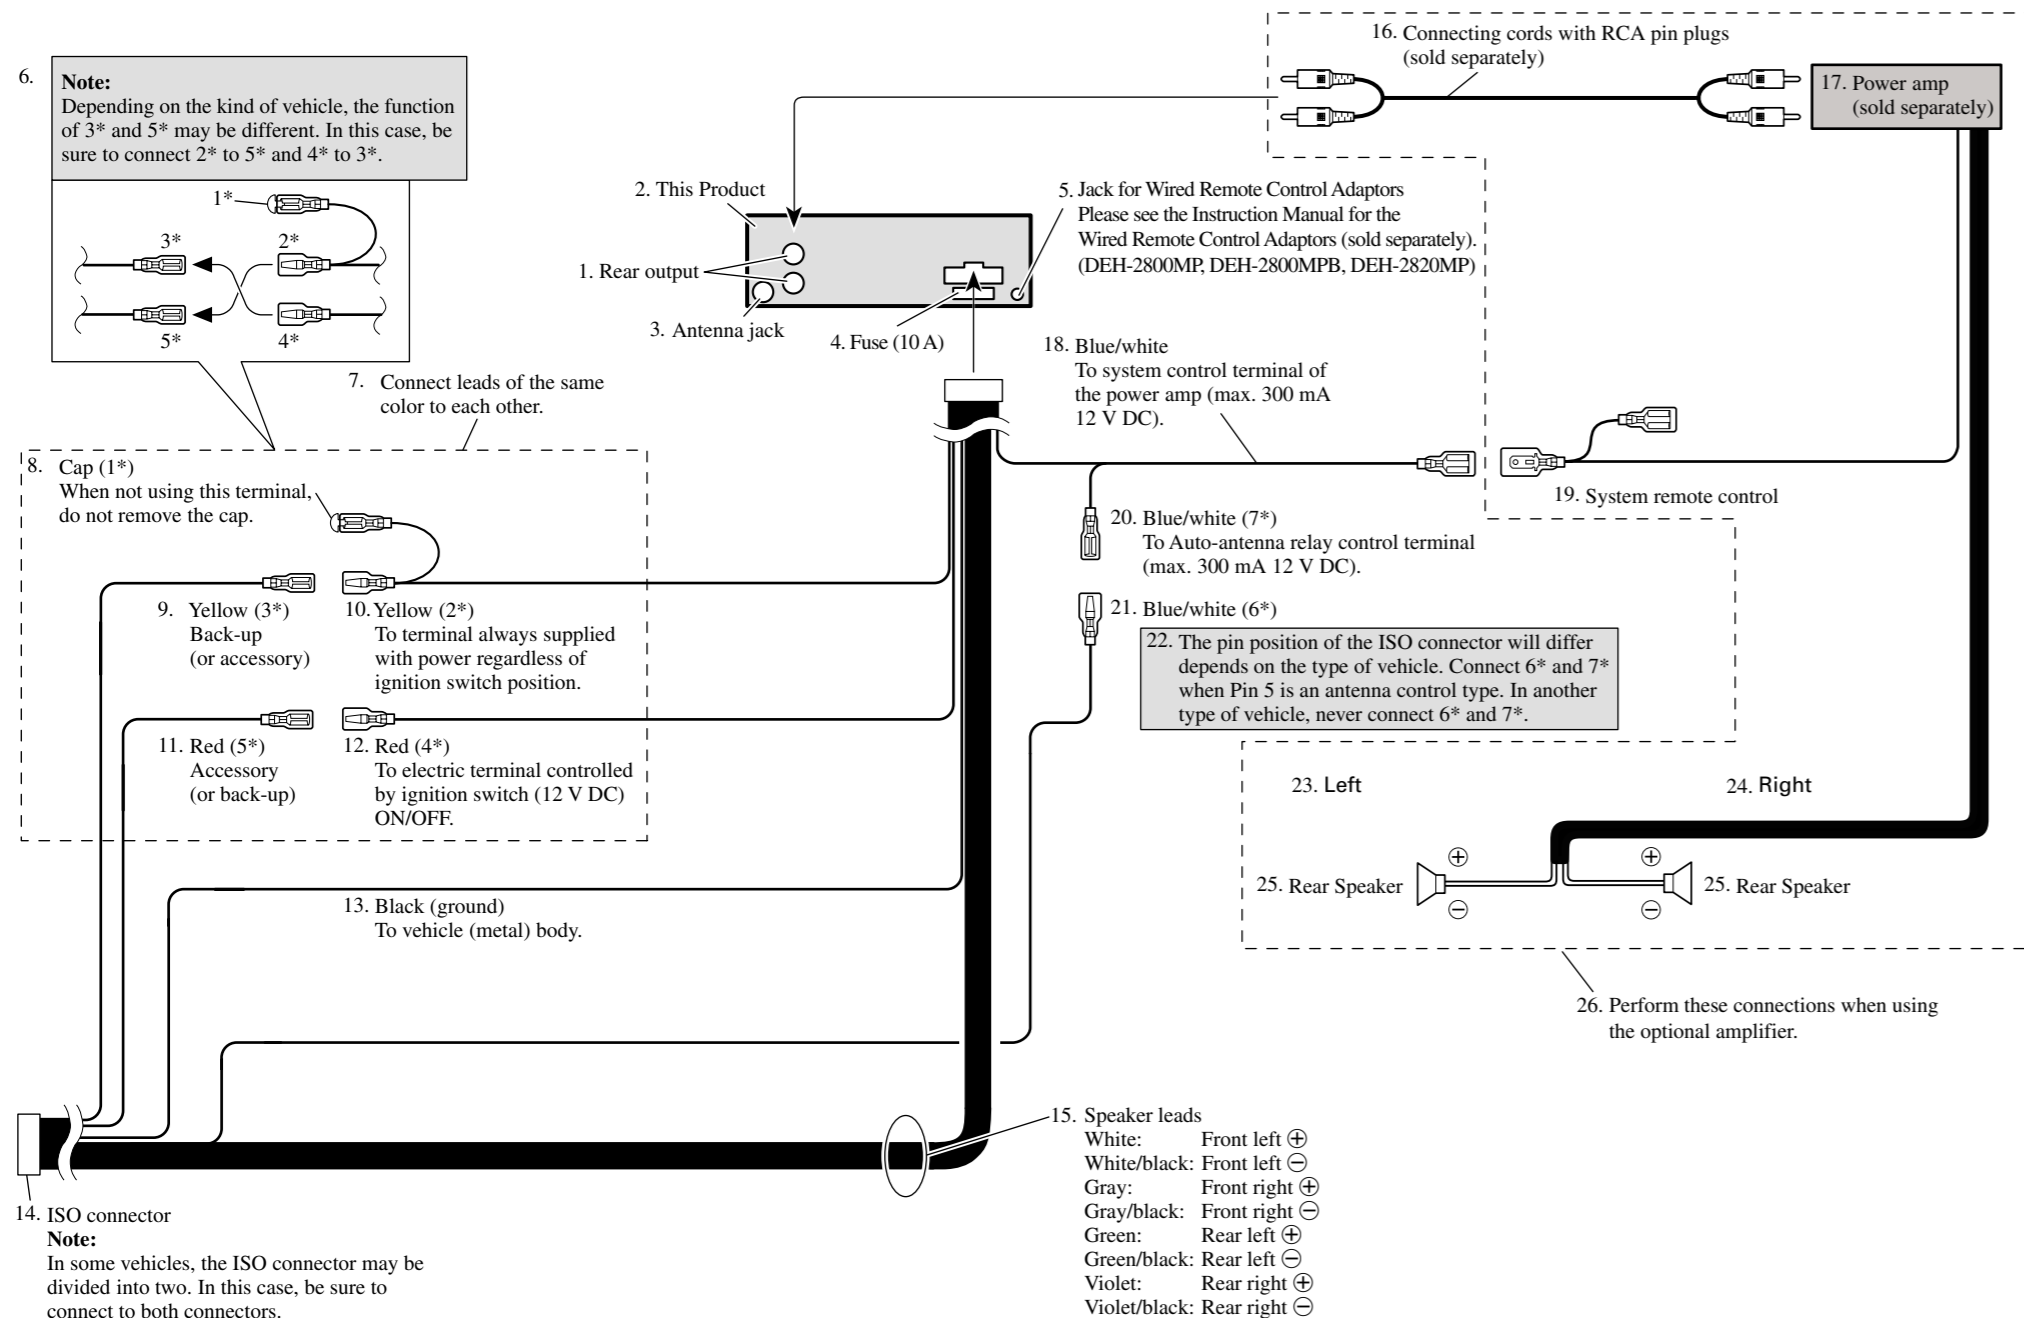 6. Note:
Depending on the kind of vehicle, the function
of 3* and 5* may be different. In this case, be
sure to connect 2* to 5* and 4* to 3*.
1*
3*
2*
5*
4*
7. Connect leads of the same
color to each other.
8. Cap (1*)
When not using this terminal,
do not remove the cap.
9. Yellow (3*)
Back-up
(or accessory)
10. Yellow (2*)
To terminal always supplied
with power regardless of
ignition switch position.
11. Red (5*)
Accessory
(or back-up)
12. Red (4*)
To electric terminal controlled
by ignition switch (12 V DC)
ON/OFF.
13. Black (ground)
To vehicle (metal) body.
14. ISO connector
Note:
In some vehicles, the ISO connector may be
divided into two. In this case, be sure to
connect to both connectors.
2. This Product
1. Rear output
3. Antenna jack
4. Fuse (10 A)
5. Jack for Wired Remote Control Adaptors
Please see the Instruction Manual for the
Wired Remote Control Adaptors (sold separately).
(DEH-2800MP, DEH-2800MPB, DEH-2820MP)
16. Connecting cords with RCA pin plugs
(sold separately)
17. Power amp
(sold separately)
18. Blue/white
To system control terminal of
the power amp (max. 300 mA
12 V DC).
19. System remote control
20. Blue/white (7*)
To Auto-antenna relay control terminal
(max. 300 mA 12 V DC).
21. Blue/white (6*)
22. The pin position of the ISO connector will differ
depends on the type of vehicle. Connect 6* and 7*
when Pin 5 is an antenna control type. In another
type of vehicle, never connect 6* and 7*.
23. Left
24. Right
25. Rear Speaker
⊕
⊖
⊕
⊖
25. Rear Speaker
26. Perform these connections when using
the optional amplifier.
15. Speaker leads
White: Front left ⊕
White/black: Front left ⊖
Gray: Front right ⊕
Gray/black: Front right ⊖
Green: Rear left ⊕
Green/black: Rear left ⊖
Violet: Rear right ⊕
Violet/black: Rear right ⊖